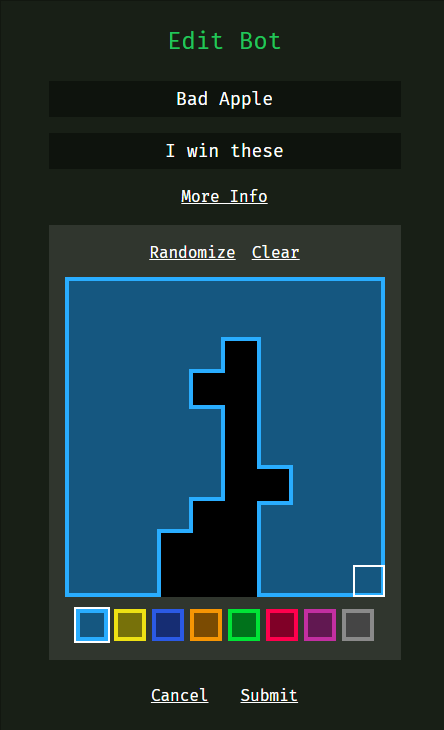 Edit Bot
Bad Apple
I win these
More Info
Randomize Clear
Cancel Submit